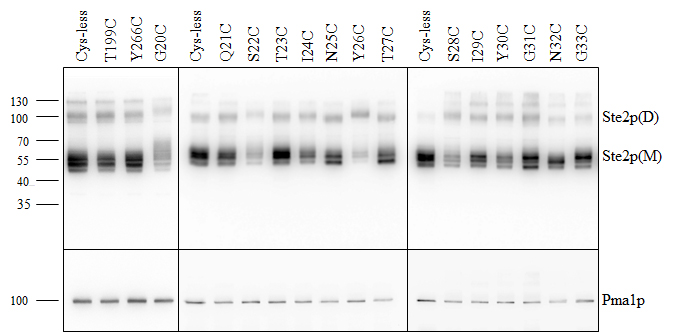 Cys-less T199C Y266C G20C Cys-less Q21C S22C T23C I24C N25C Y26C T27C Cys-less S28C I29C Y30C G31C N32C G33C
130
100 Ste2p(D)
70
55 Ste2p(M)
40
35
100 Pma1p